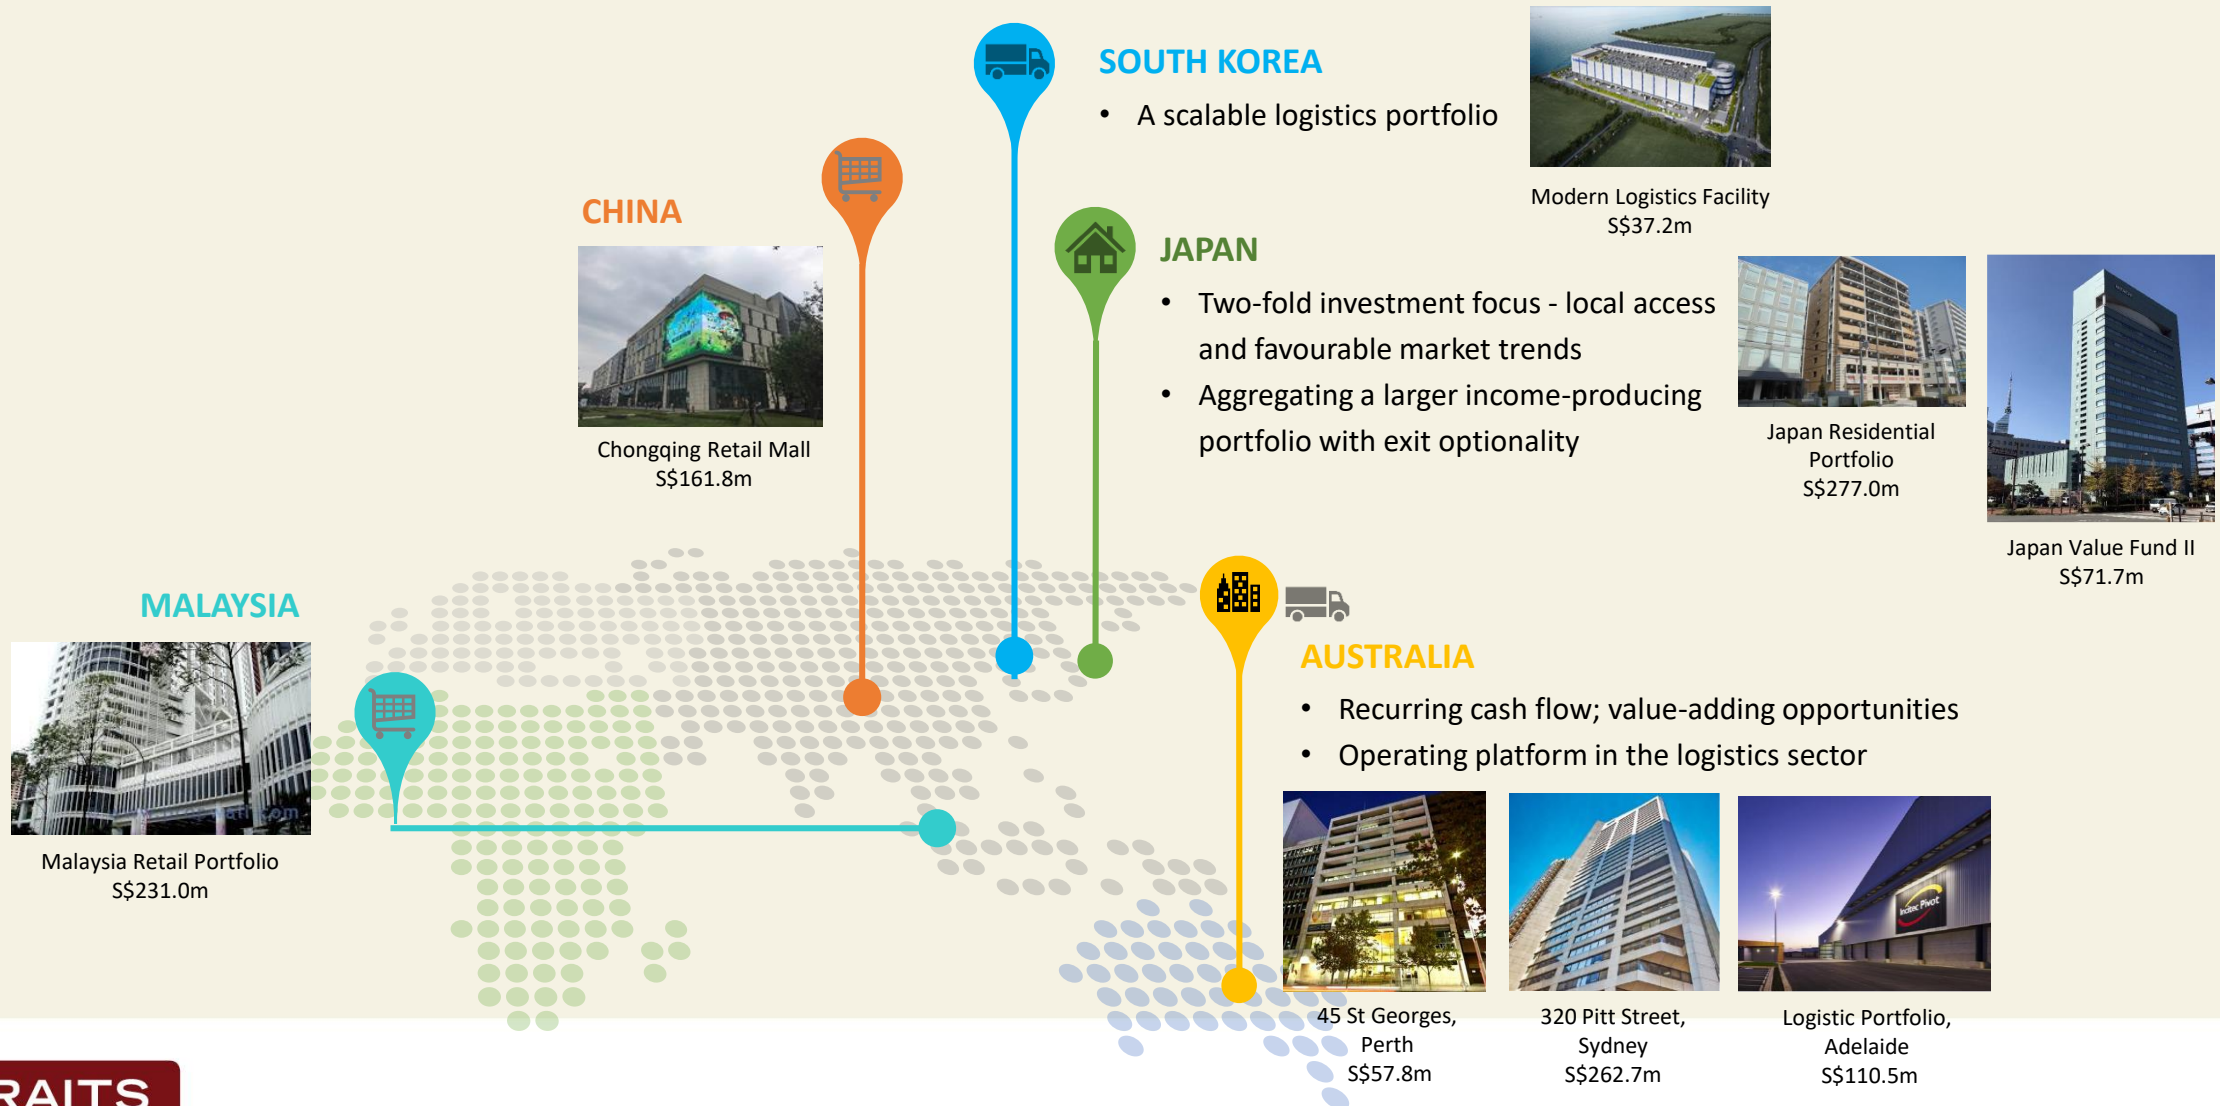 SOUTH KOREA
• A scalable logistics portfolio
Modern Logistics Facility
S$37.2m
CHINA
Chongqing Retail Mall
S$161.8m
JAPAN
• Two-fold investment focus - local access
and favourable market trends
• Aggregating a larger income-producing
portfolio with exit optionality
Japan Residential
Portfolio
S$277.0m
Japan Value Fund II
S$71.7m
MALAYSIA
Malaysia Retail Portfolio
S$231.0m
AUSTRALIA
• Recurring cash flow; value-adding opportunities
• Operating platform in the logistics sector
Incitec Pivot
45 St Georges,
Perth
S$57.8m
320 Pitt Street,
Sydney
S$262.7m
Logistic Portfolio,
Adelaide
S$110.5m
RAITS